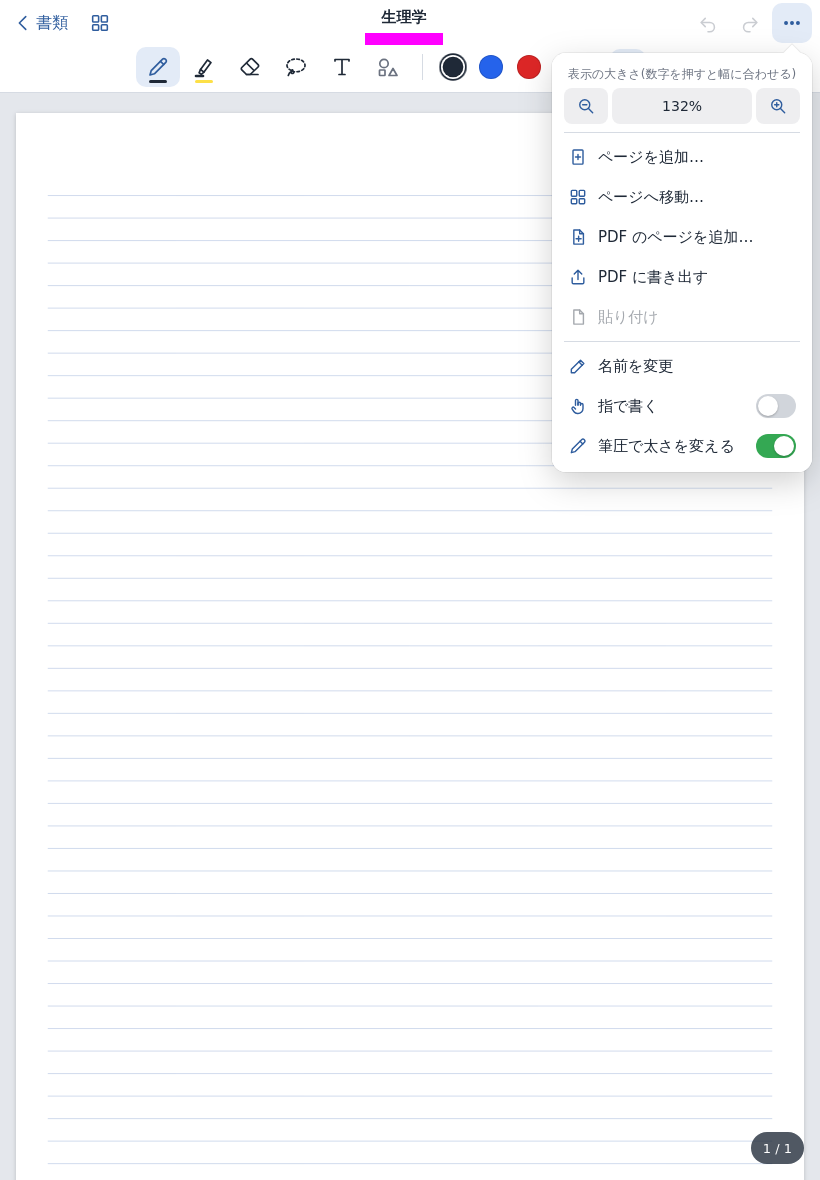 書類
生理学
表示の大きさ(数字を押すと幅に合わせる)
132%
ページを追加...
ページへ移動...
PDF のページを追加...
PDF に書き出す
貼り付け
名前を変更
指で書く
筆圧で太さを変える
1 / 1